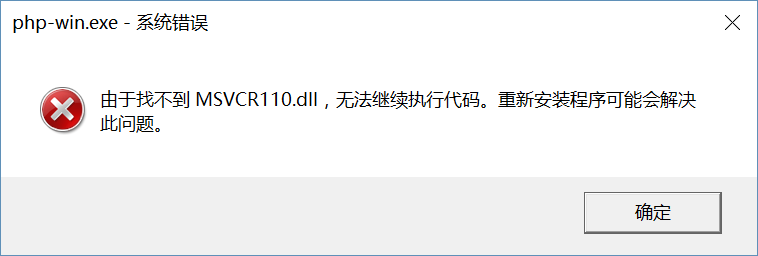 php-win.exe - 系统错误
由于找不到 MSVCR110.dll，无法继续执行代码。重新安装程序可能会解决
此问题。
确定